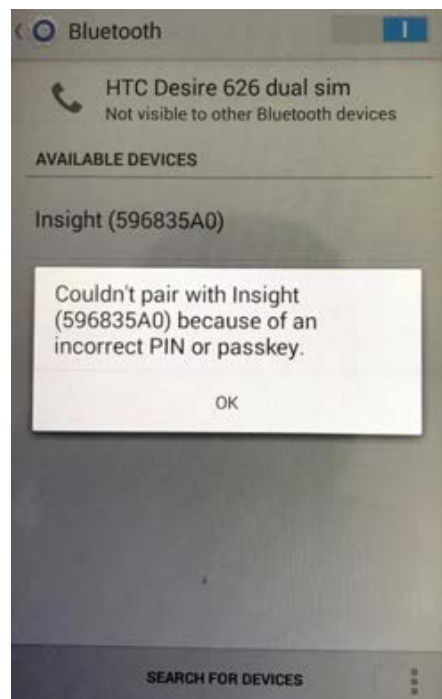 Bluetooth
HTC Desire 626 dual sim
Not visible to other Bluetooth devices
AVAILABLE DEVICES
Insight (596835A0)
Couldn't pair with Insight
(596835A0) because of an
incorrect PIN or passkey.
OK
SEARCH FOR DEVICES